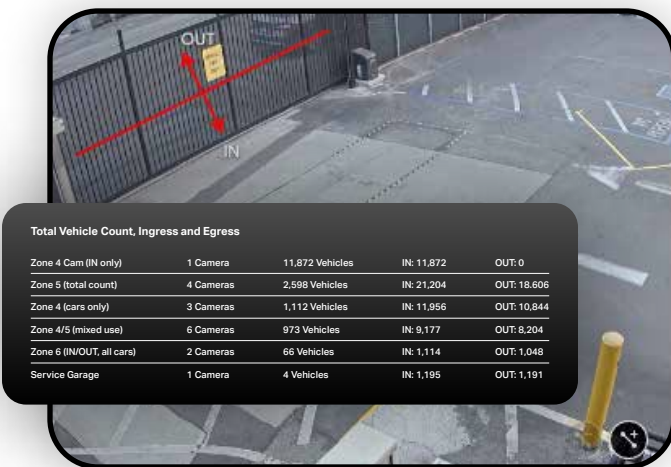 OUT
IN
Total Vehicle Count, Ingress and Egress
Zone 4 Cam (IN only) 1 Camera 11,872 Vehicles IN: 11,872 OUT: 0
Zone 5 (total count) 4 Cameras 2,598 Vehicles IN: 21,204 OUT: 18.606
Zone 4 (cars only) 3 Cameras 1,112 Vehicles IN: 11,956 OUT: 10,844
Zone 4/5 (mixed use) 6 Cameras 973 Vehicles IN: 9,177 OUT: 8,204
Zone 6 (IN/OUT, all cars) 2 Cameras 66 Vehicles IN: 1,114 OUT: 1,048
Service Garage 1 Camera 4 Vehicles IN: 1,195 OUT: 1,191